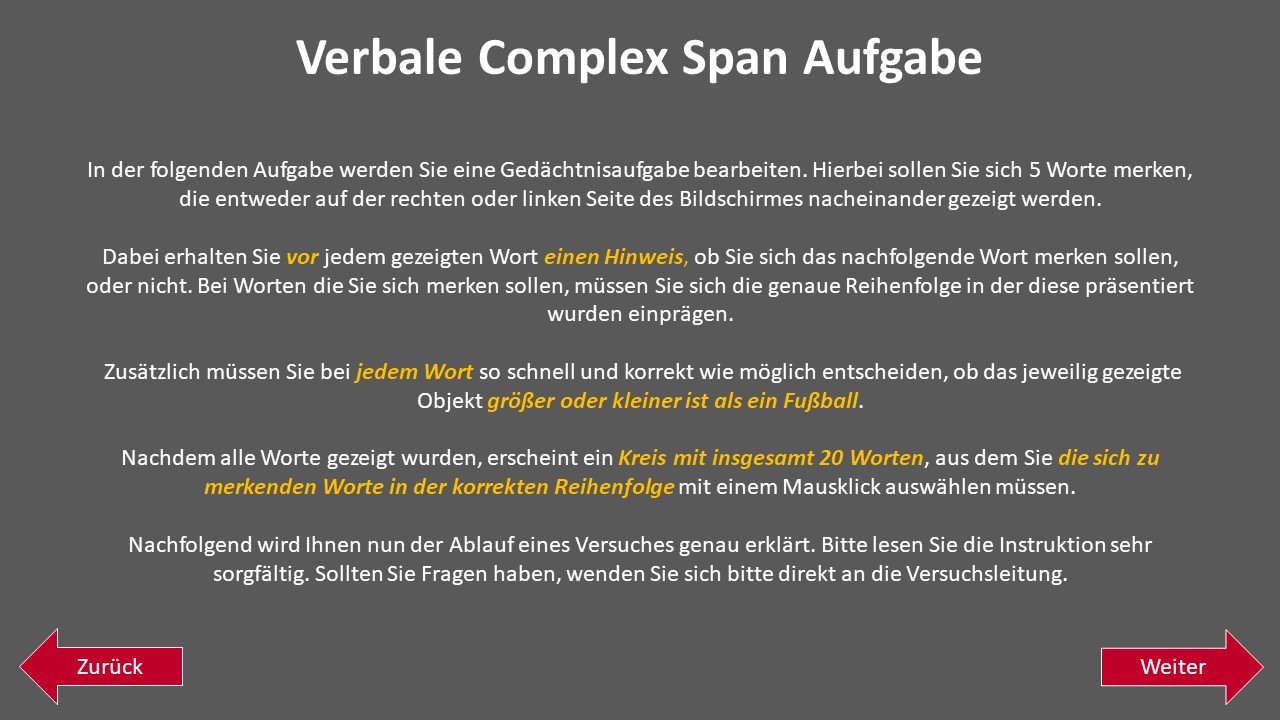 Verbale Complex Span Aufgabe
In der folgenden Aufgabe werden Sie eine Gedächtnisaufgabe bearbeiten. Hierbei sollen Sie sich 5 Worte merken,
die entweder auf der rechten oder linken Seite des Bildschirmes nacheinander gezeigt werden.
Dabei erhalten Sie vor jedem gezeigten Wort einen Hinweis, ob Sie sich das nachfolgende Wort merken sollen,
oder nicht. Bei Worten die Sie sich merken sollen, müssen Sie sich die genaue Reihenfolge in der diese präsentiert
wurden einprägen.
Zusätzlich müssen Sie bei jedem Wort so schnell und korrekt wie möglich entscheiden, ob das jeweilig gezeigte
Objekt größer oder kleiner ist als ein Fußball.
Nachdem alle Worte gezeigt wurden, erscheint ein Kreis mit insgesamt 20 Worten, aus dem Sie die sich zu
merkenden Worte in der korrekten Reihenfolge mit einem Mausklick auswählen müssen.
Nachfolgend wird Ihnen nun der Ablauf eines Versuches genau erklärt. Bitte lesen Sie die Instruktion sehr
sorgfältig. Sollten Sie Fragen haben, wenden Sie sich bitte direkt an die Versuchsleitung.
Zurück
Weiter